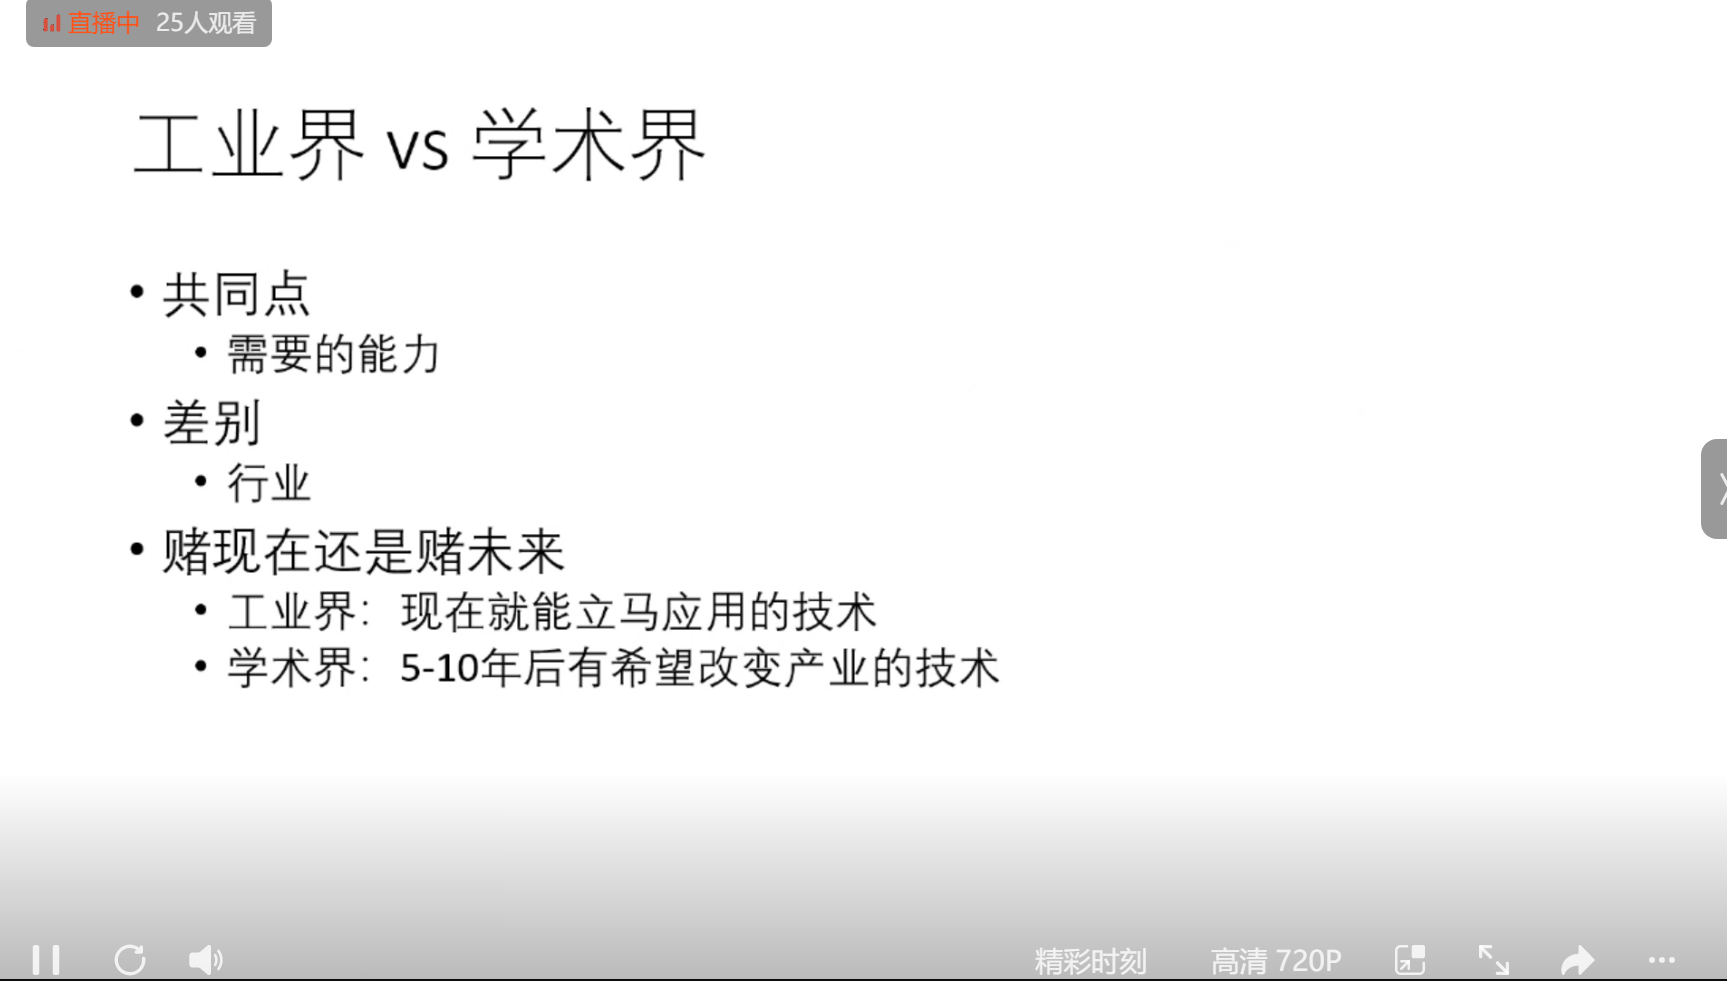 直播中 25人观看
工业界 vs 学术界
• 共同点
• 需要的能力
• 差别
• 行业
• 赌现在还是赌未来
• 工业界：现在就能立马应用的技术
• 学术界：5-10年后有希望改变产业的技术
精彩时刻 高清 720P